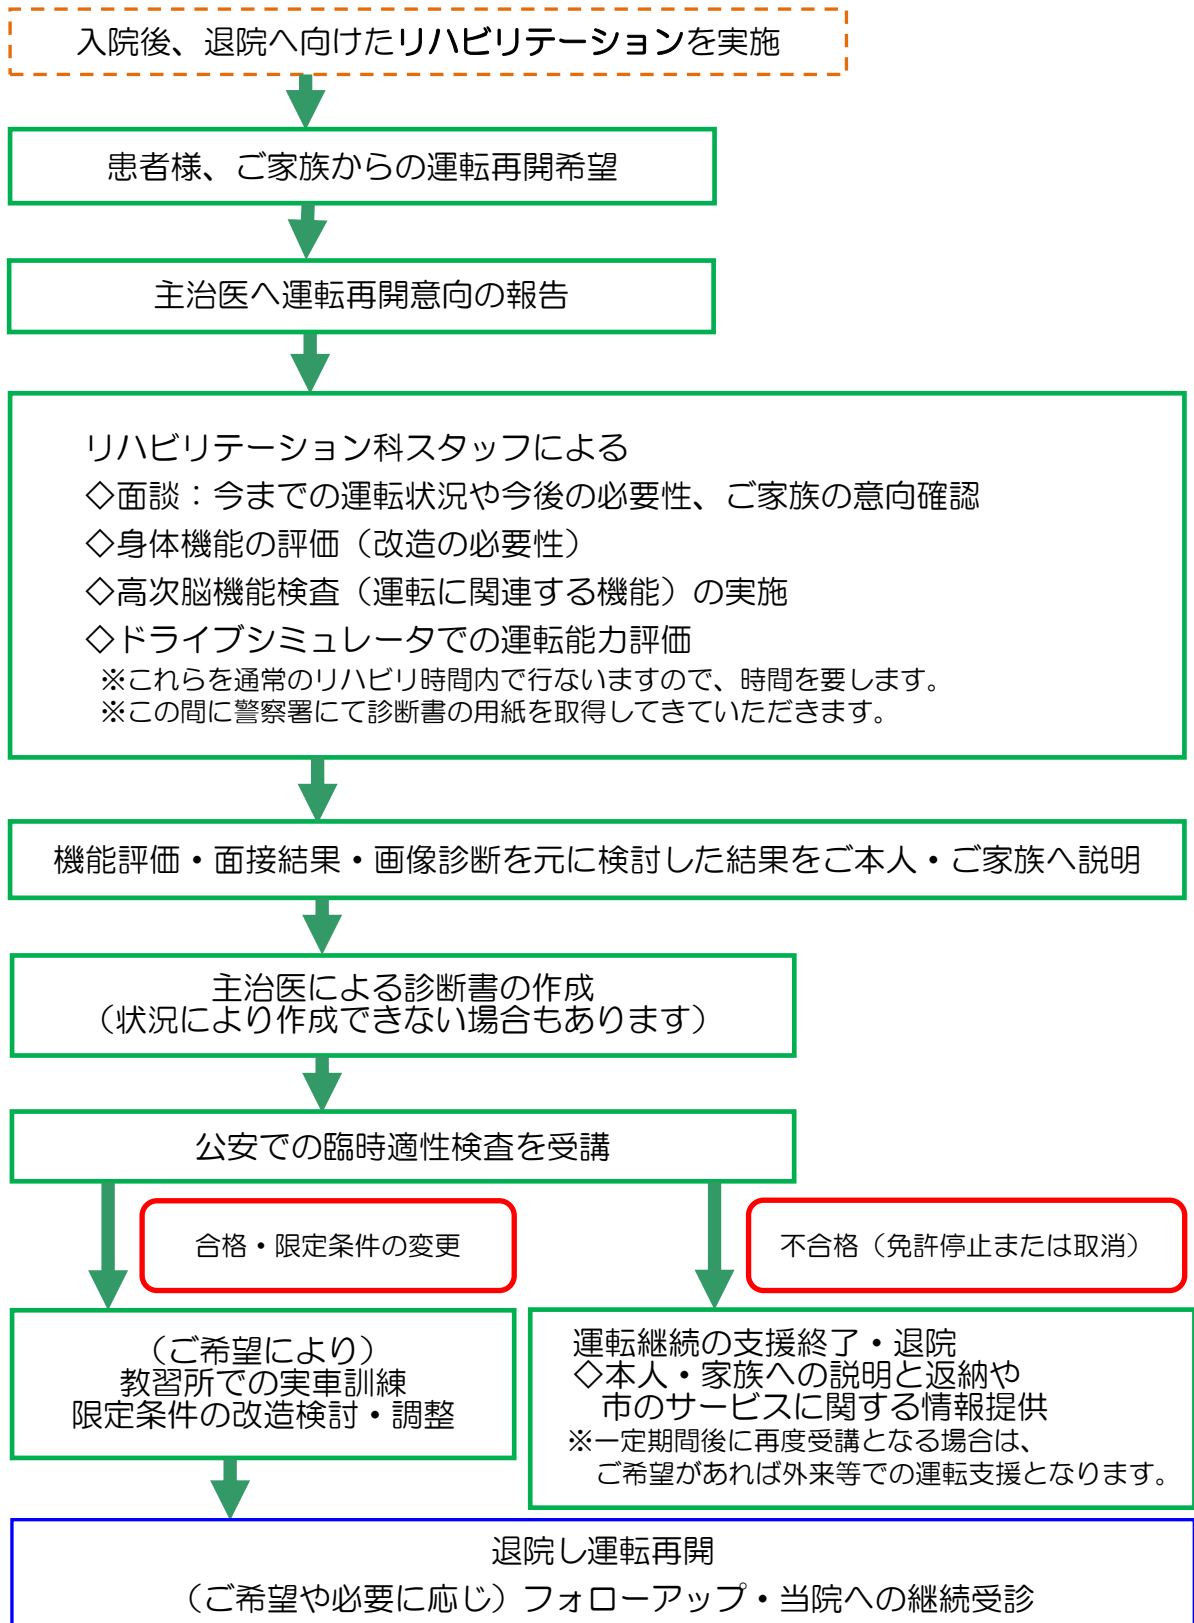 入院後、退院へ向けたリハビリテーションを実施
患者様、ご家族からの運転再開希望
主治医へ運転再開意向の報告
リハビリテーション科スタッフによる
◇面談：今までの運転状況や今後の必要性、ご家族の意向確認
◇身体機能の評価（改造の必要性）
◇高次脳機能検査（運転に関連する機能）の実施
◇ドライブシミュレータでの運転能力評価
※これらを通常のリハビリ時間内で行ないますので、時間を要します。
※この間に警察署にて診断書の用紙を取得してきていただきます。
機能評価・面接結果・画像診断を元に検討した結果をご本人・ご家族へ説明
主治医による診断書の作成
（状況により作成できない場合もあります）
公安での臨時適性検査を受講
合格・限定条件の変更
不合格（免許停止または取消）
（ご希望により）
教習所での実車訓練
限定条件の改造検討・調整
運転継続の支援終了・退院
◇本人・家族への説明と返納や
市のサービスに関する情報提供
※一定期間後に再度受講となる場合は、
ご希望があれば外来等での運転支援となります。
退院し運転再開
（ご希望や必要に応じ）フォローアップ・当院への継続受診